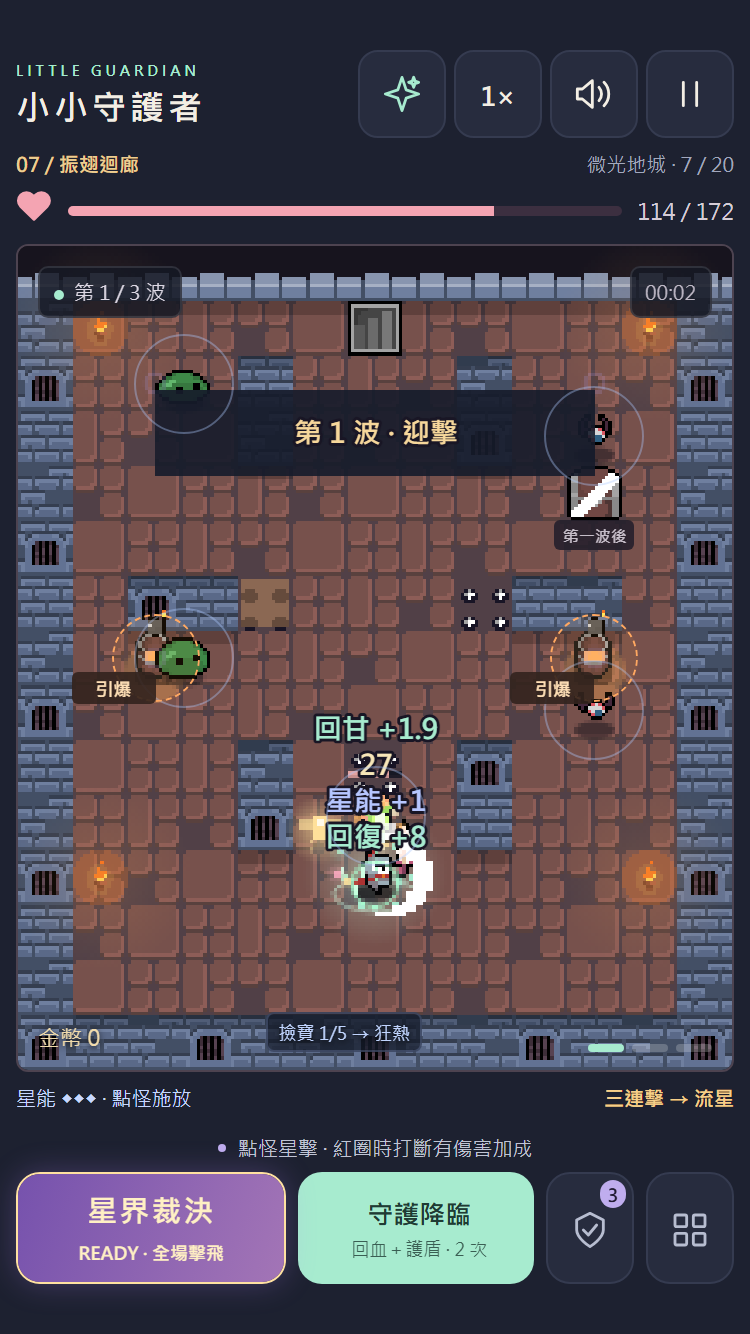 LITTLE GUARDIAN
小小守護者
1×
07 / 振翅迴廊
微光地城 · 7 / 20
114 / 172
第 1 / 3 波
00:02
第 1 波 · 迎擊
第一波後
引爆
引爆
回甘 +1.9
27
星能 +1
回復 +8
金幣 0
撿寶 1/5 → 狂熱
星能 ◆◆◆ · 點怪施放
三連擊 → 流星
點怪星擊 · 紅圈時打斷有傷害加成
星界裁決
READY · 全場擊飛
守護降臨
回血 + 護盾 · 2 次
3